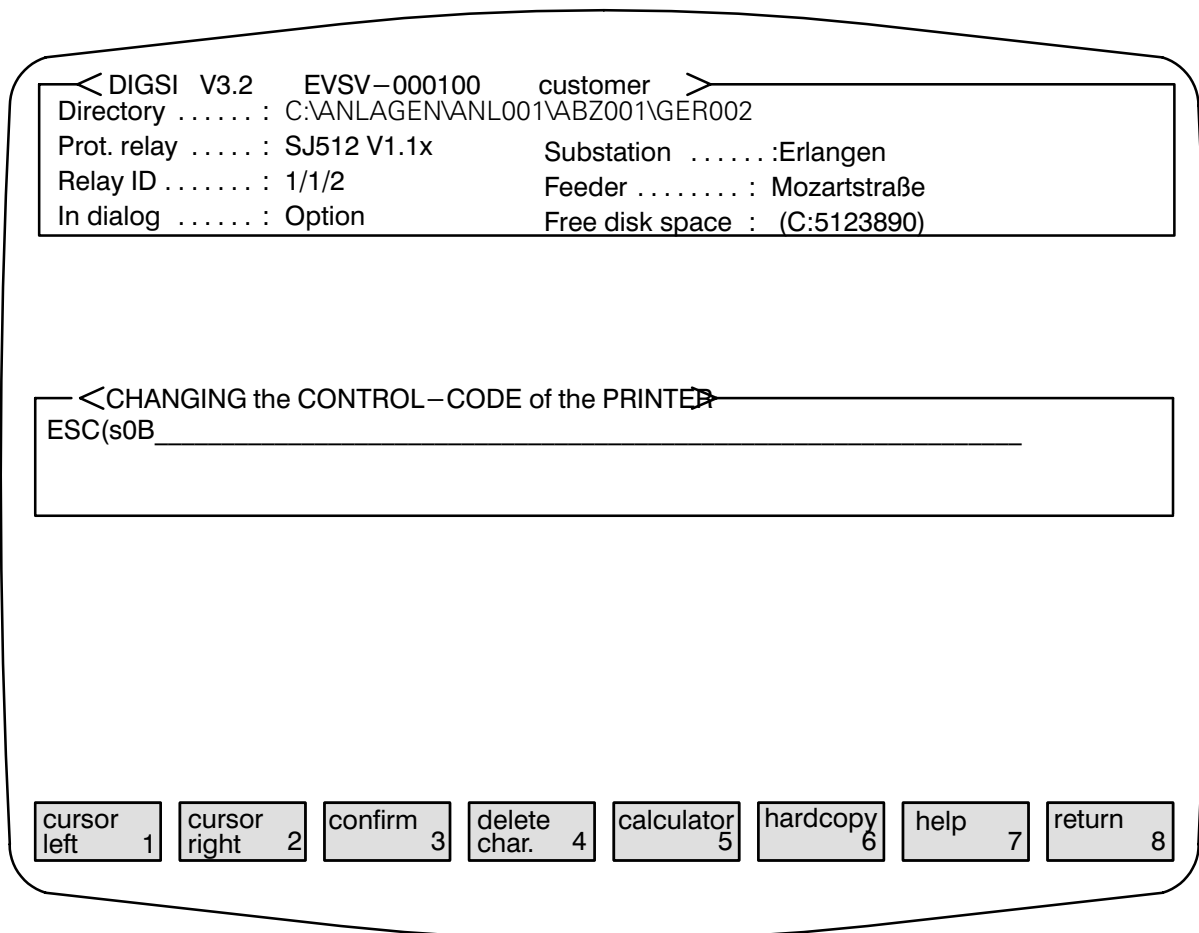 DIGSI V3.2 EVSV–000100 customer
Directory ...... : C:\ANLAGEN\ANL001\ABZ001\GER002
Prot. relay ..... : SJ512 V1.1x Substation ...... :Erlangen
Relay ID ....... : 1/1/2 Feeder ........ : Mozartstraße
In dialog ...... : Option Free disk space : (C:5123890)
CHANGING the CONTROL–CODE of the PRINTER
ESC(s0B
cursor left 1
cursor right 2
confirm 3
delete char. 4
calculator 5
hardcopy 6
help 7
return 8